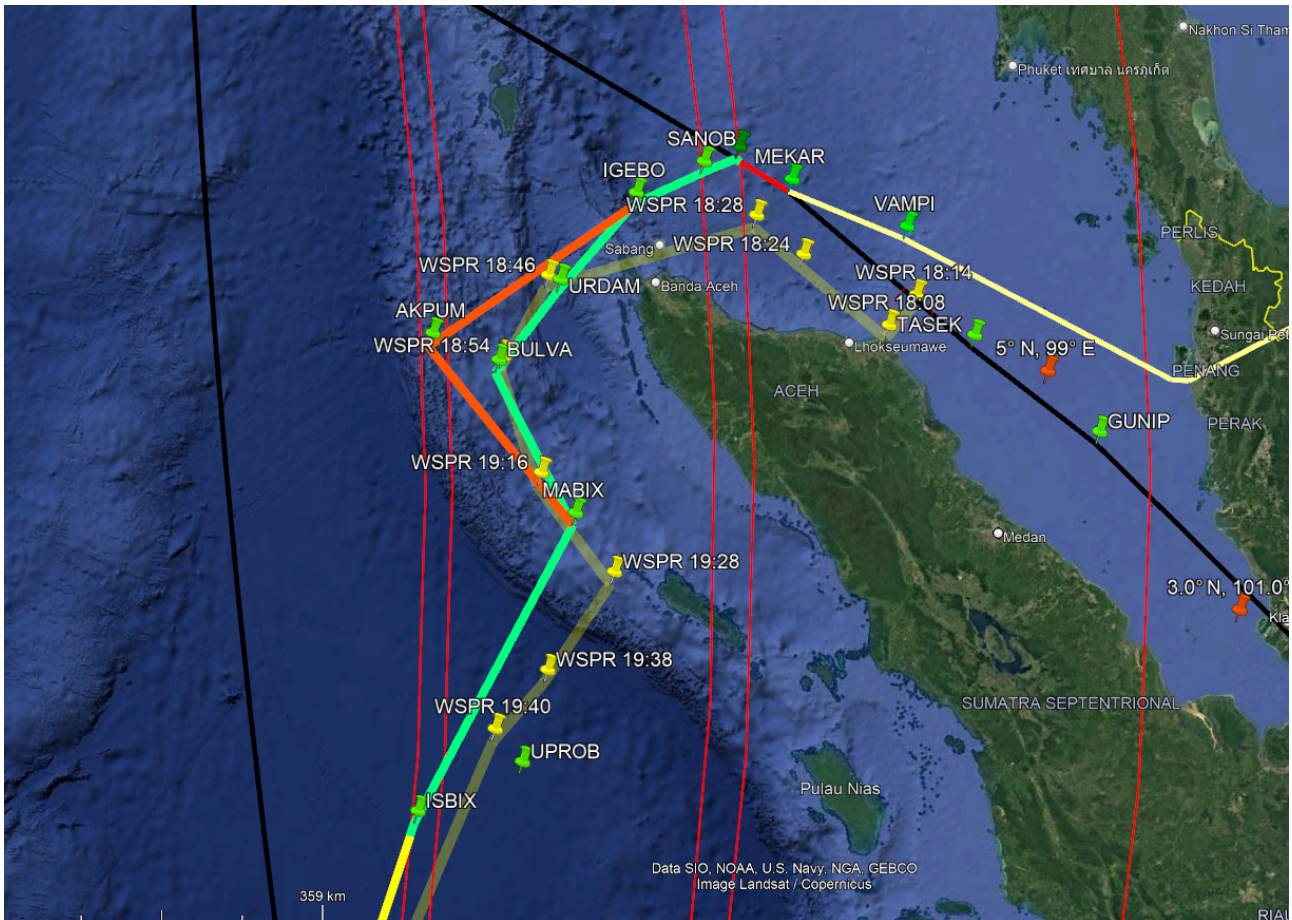 Nakhon Si Tham
Phuket เทศบาล นครภูเก็ต
SANOB
MEKAR
IGEBO
WSPR 18:28
VAMPI
WSPR 18:24
Sabang
PERLIS
WSPR 18:46
URDAM
Banda Aceh
WSPR 18:14
KEDAH
AKPUM
WSPR 18:08
TASEK
Sungai Pet
WSPR 18:54
BULVA
Lhokseumawe
5° N, 99° E
PENANG
ACEH
GUNIP
PERAK
WSPR 19:16
MABIX
Medan
WSPR 19:28
3.0° N, 101.0°
Kla
WSPR 19:38
WSPR 19:40
SUMATRA SEPTENTRIONAL
UPROB
ISBIX
Pulau Nias
Data SIO, NOAA, U.S. Navy, NGA, GEBCO
Image Landsat / Copernicus
359 km
RIAU